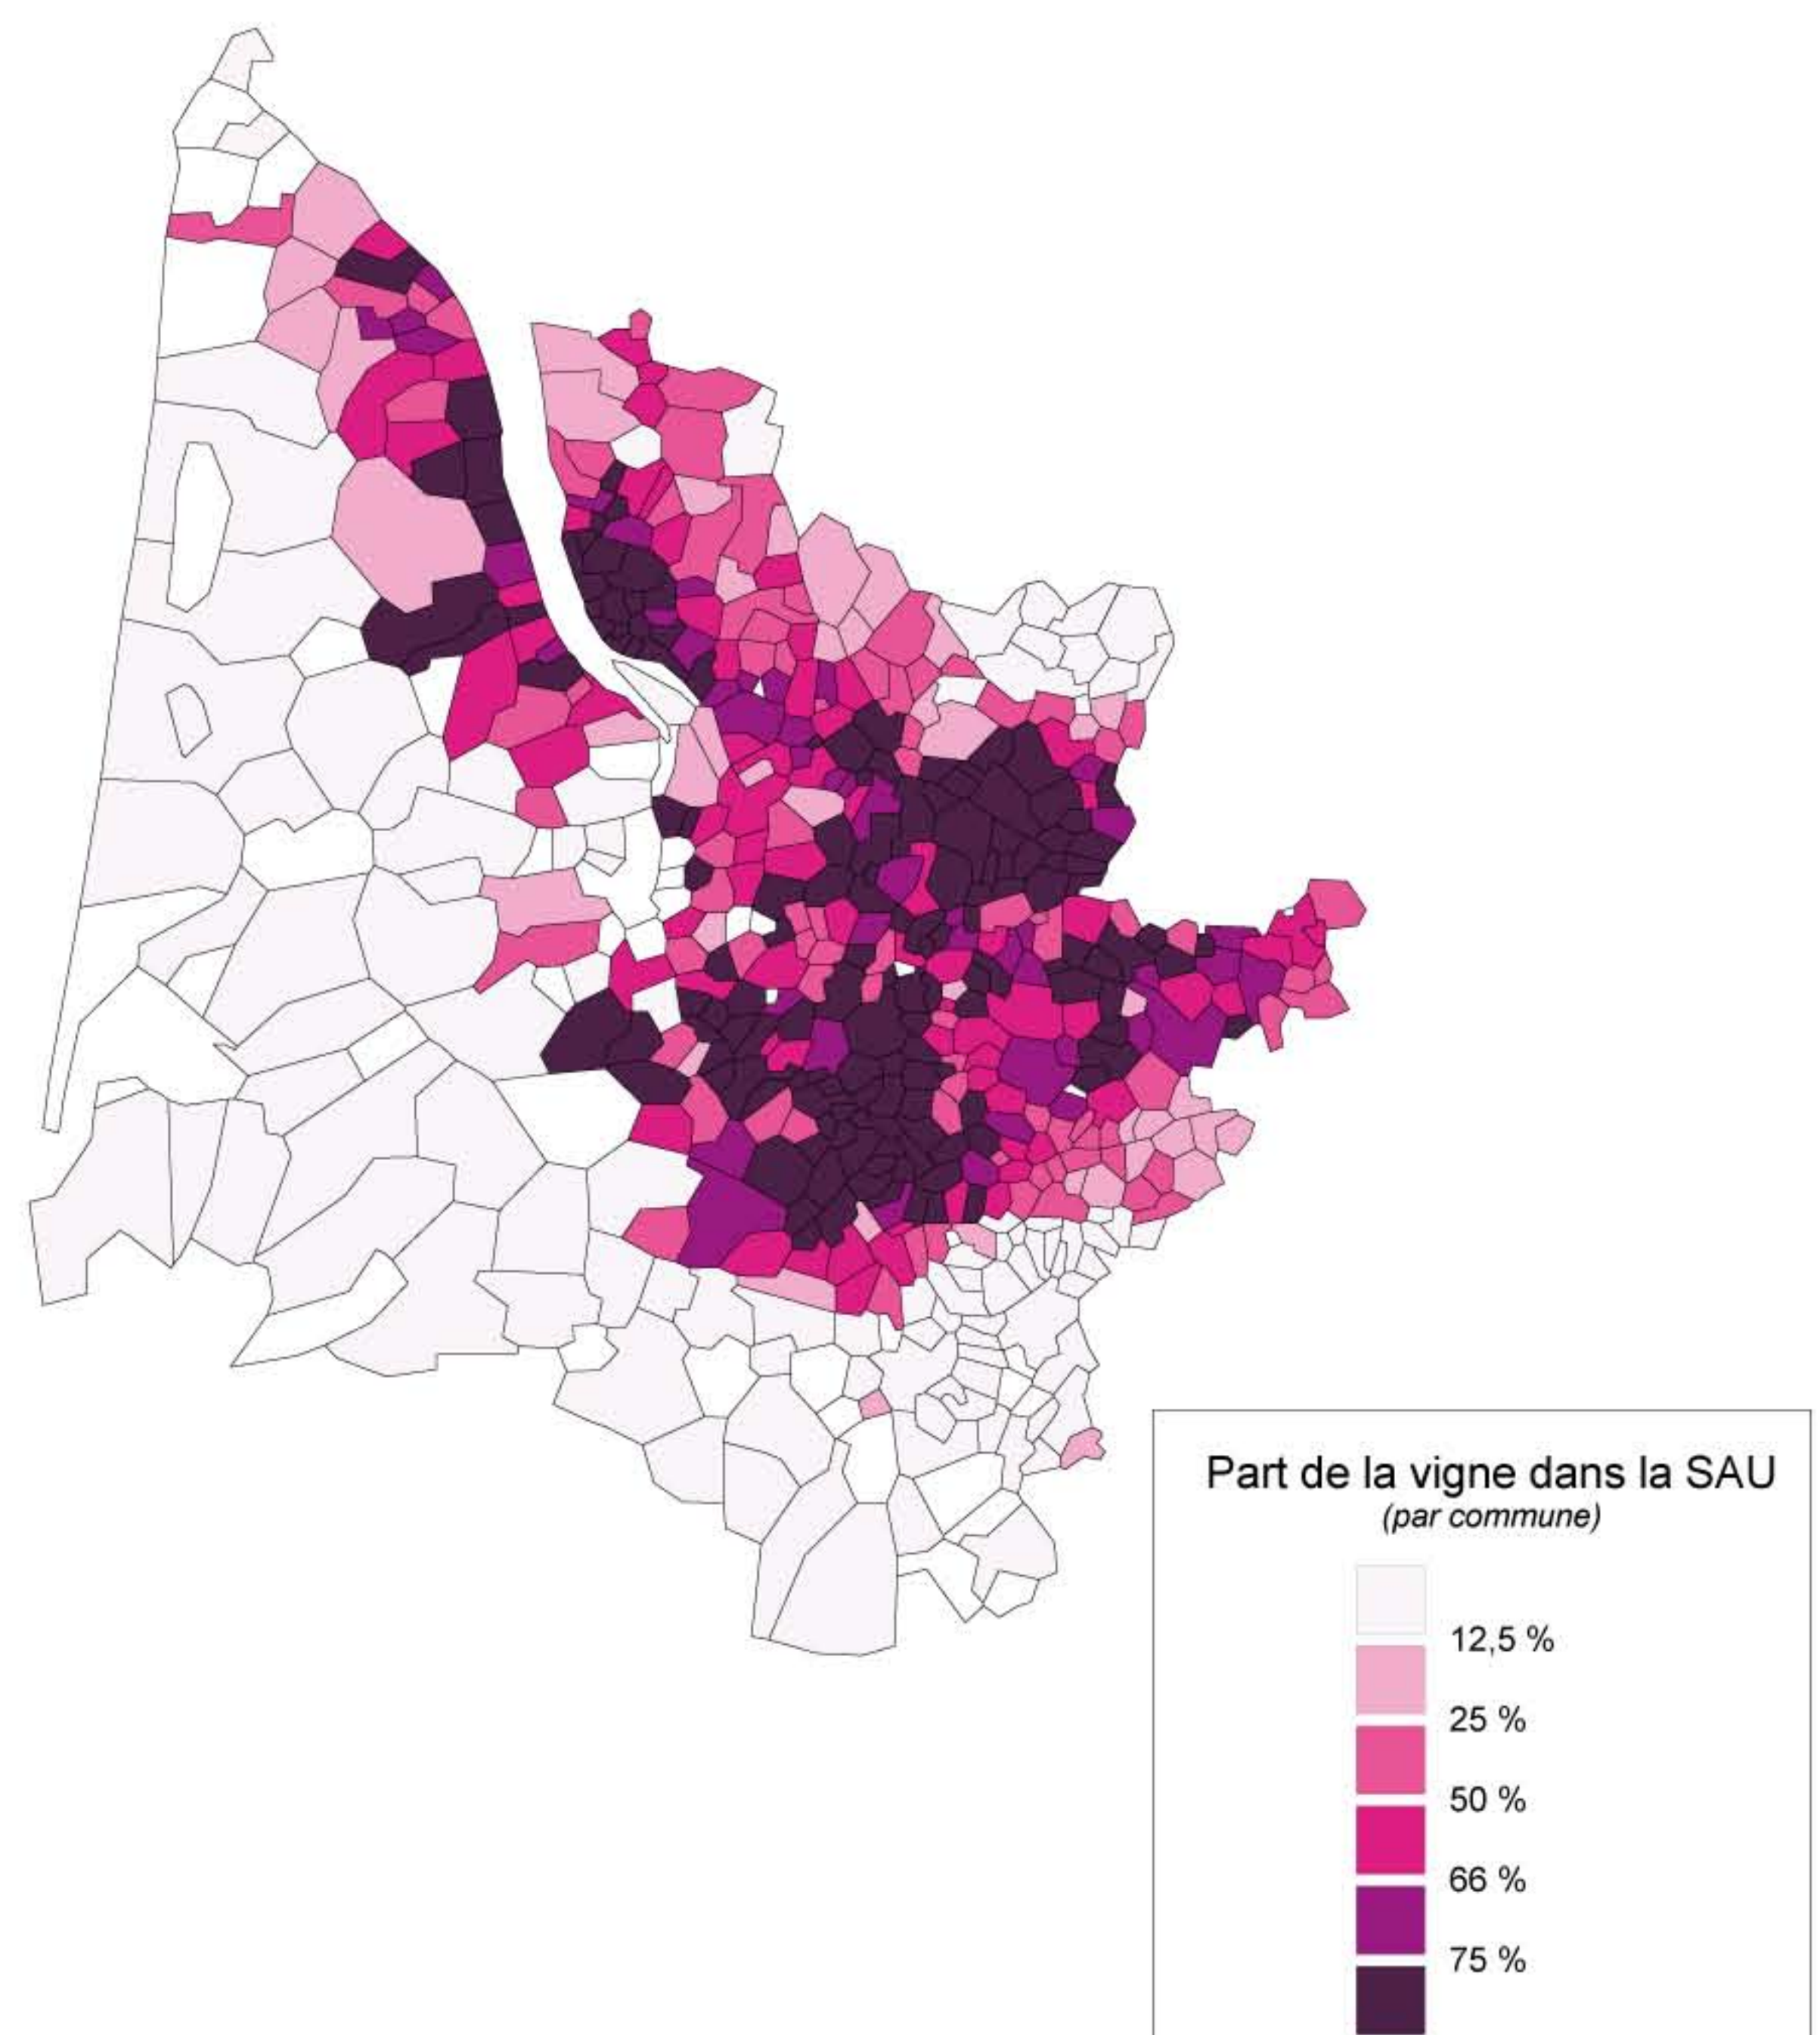 Part de la vigne dans la SAU
(par commune)
12,5 %
25 %
50 %
66 %
75 %